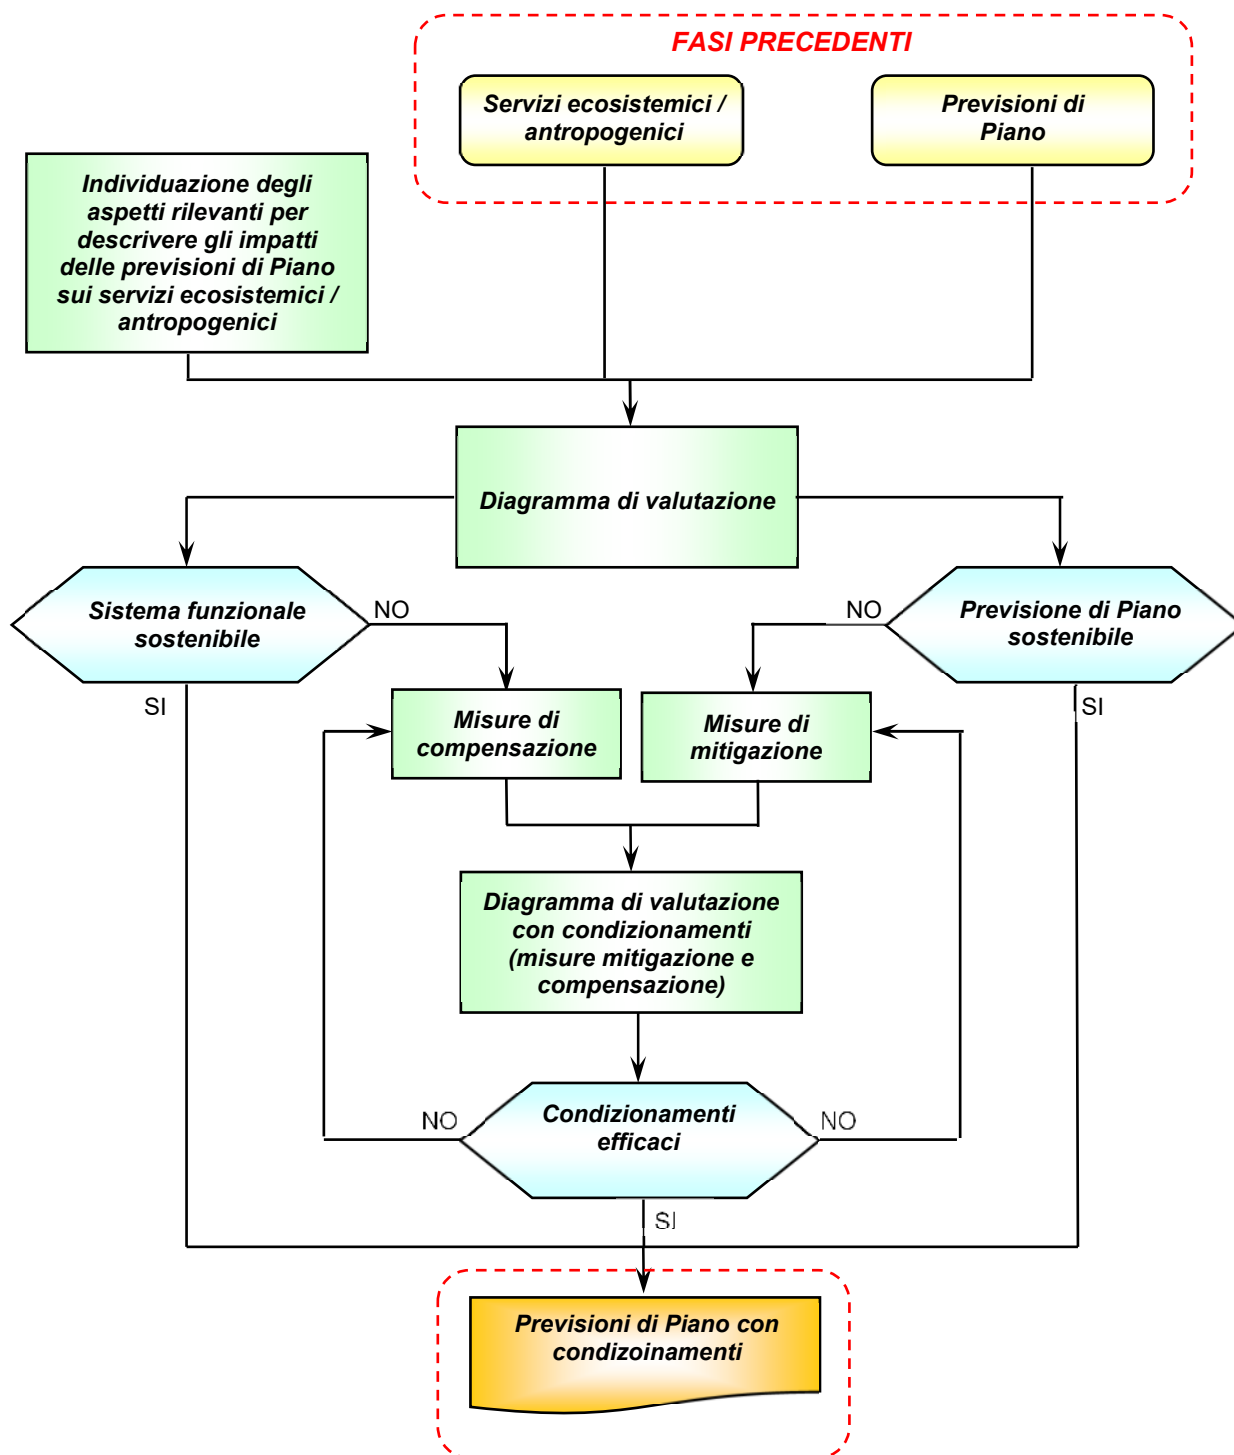 FASI PRECEDENTI
Servizi ecosistemici /
antropogenici
Previsioni di
Piano
Individuazione degli
aspetti rilevanti per
descrivere gli impatti
delle previsioni di Piano
sui servizi ecosistemici /
antropogenici
Diagramma di valutazione
Sistema funzionale
sostenibile
NO
NO
Previsione di Piano
sostenibile
SI
SI
Misure di
compensazione
Misure di
mitigazione
Diagramma di valutazione
con condizionamenti
(misure mitigazione e
compensazione)
NO
Condizionamenti
efficaci
NO
SI
Previsioni di Piano con
condizoinamenti